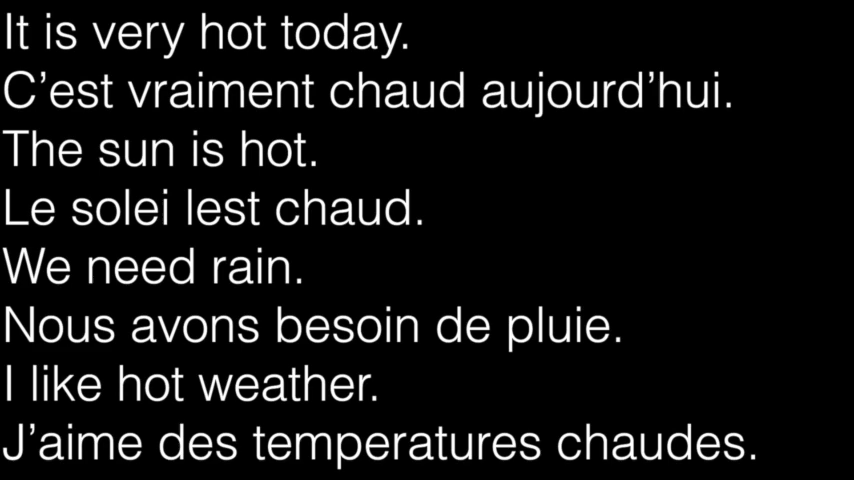 It is very hot today.
C’est vraiment chaud aujourd’hui.
The sun is hot.
Le solei lest chaud.
We need rain.
Nous avons besoin de pluie.
I like hot weather.
J’aime des temperatures chaudes.